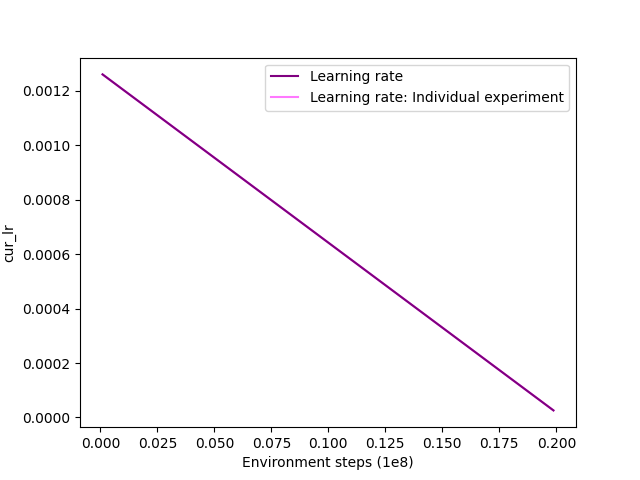 Learning rate
Learning rate: Individual experiment
0.0012
0.0010
0.0008
0.0006
0.0004
0.0002
0.0000
cur_lr
0.000 0.025 0.050 0.075 0.100 0.125 0.150 0.175 0.200
Environment steps (1e8)